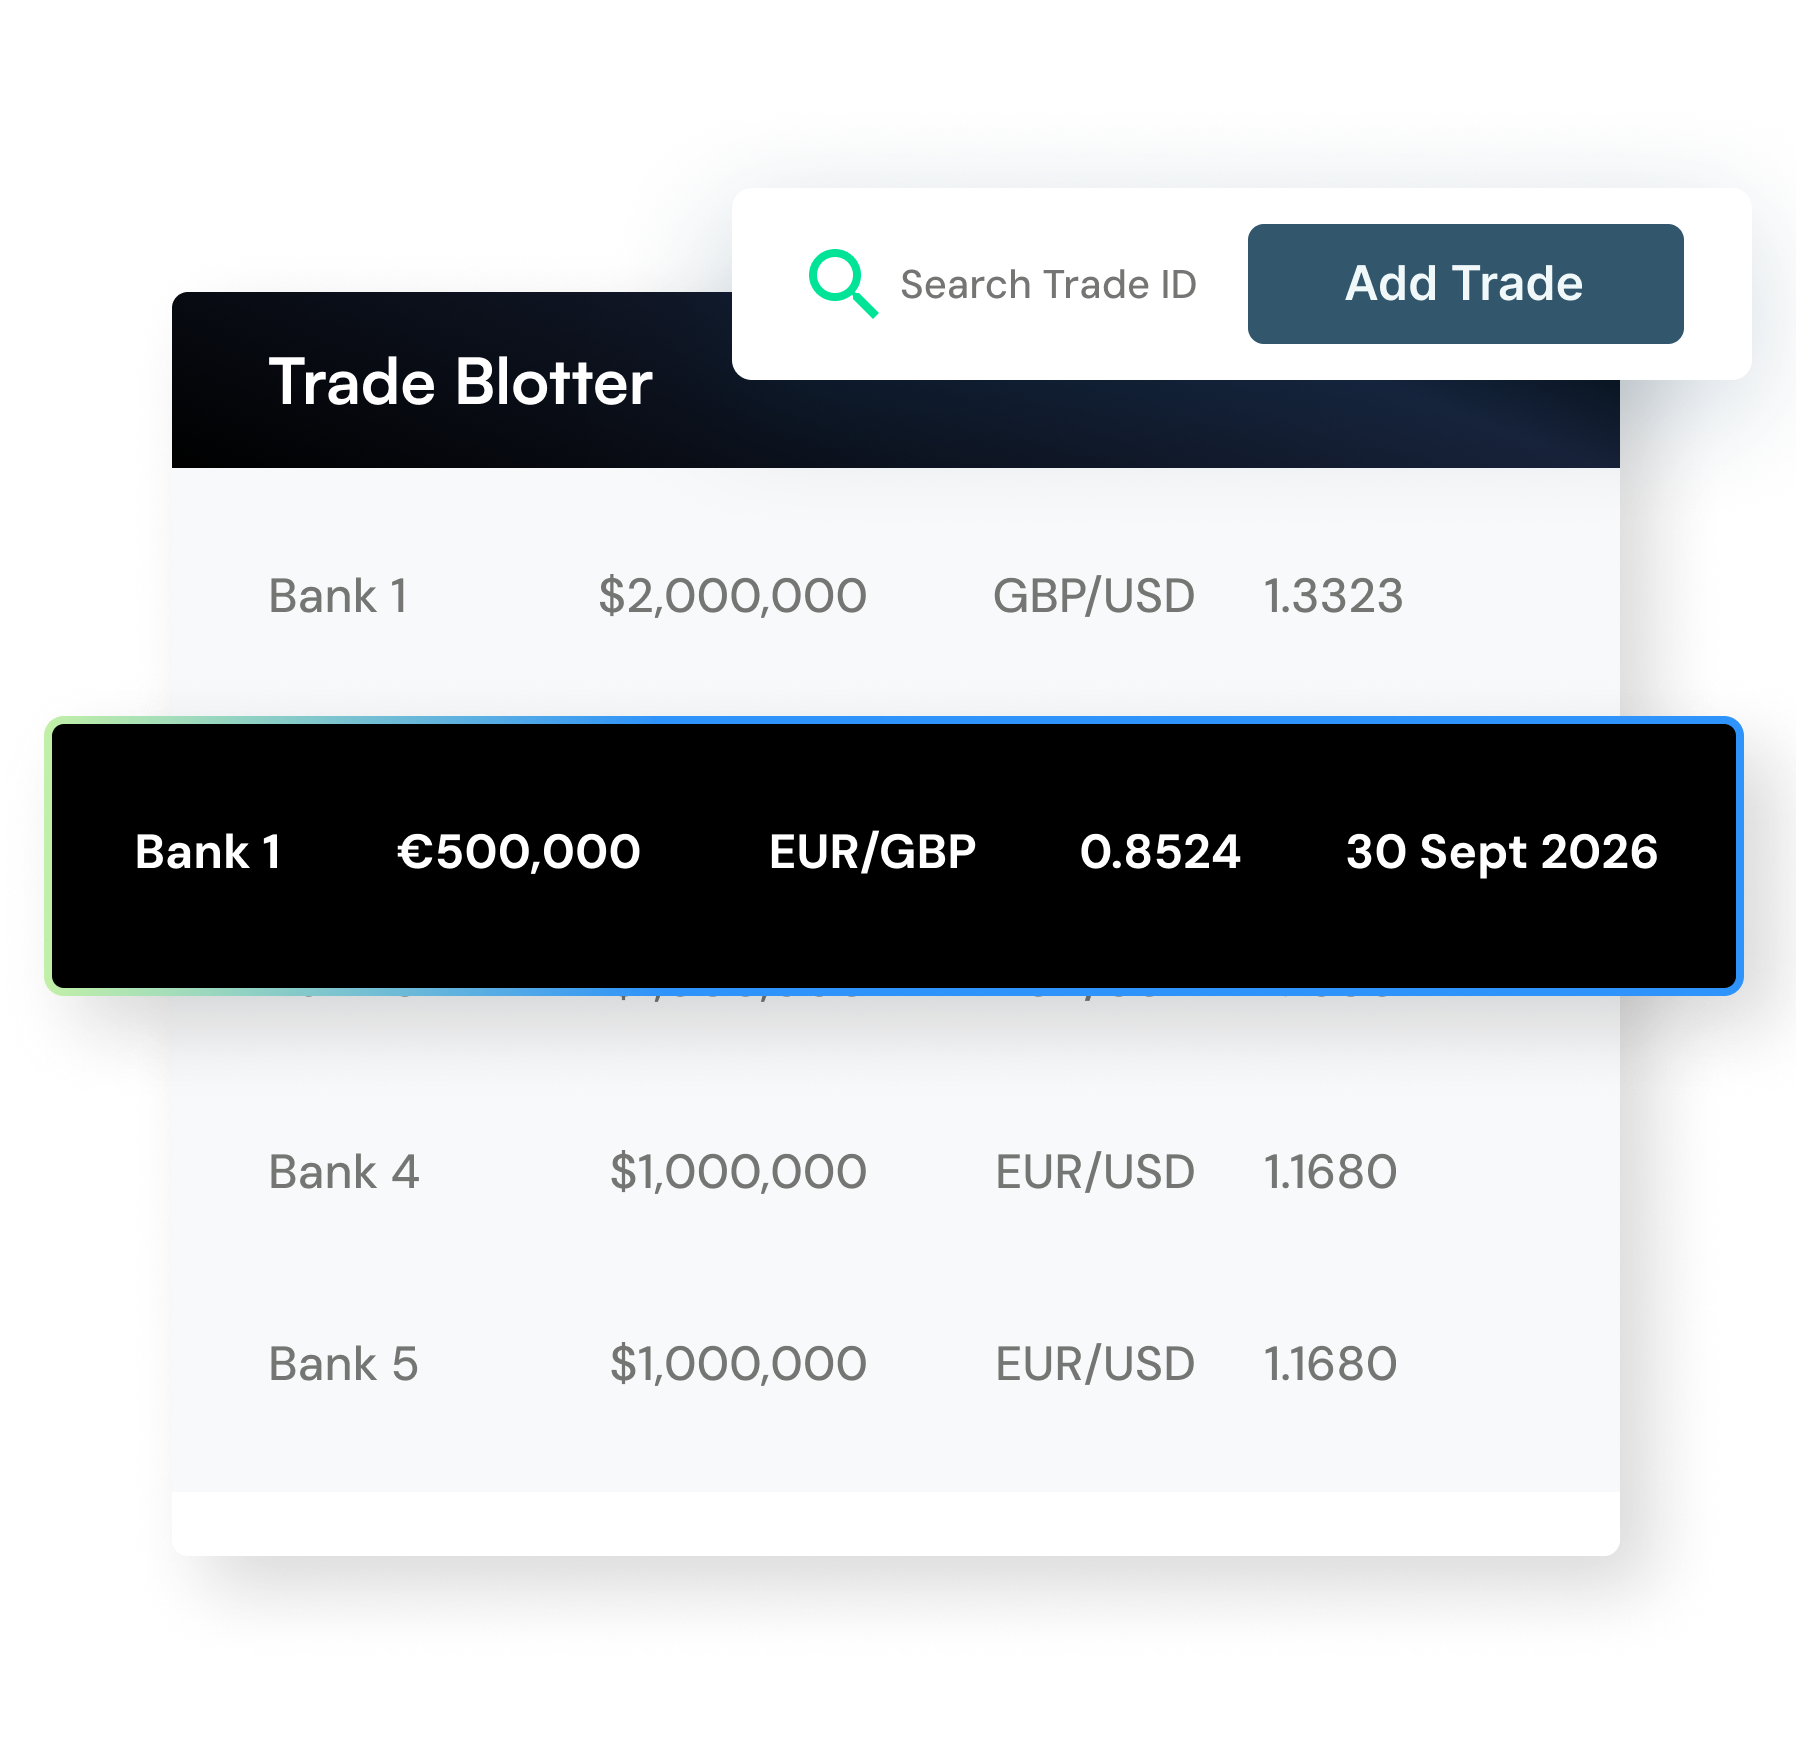 Search Trade ID
Add Trade
Trade Blotter
Bank 1 $2,000,000 GBP/USD 1.3323
Bank 1 €500,000 EUR/GBP 0.8524 30 Sept 2026
Bank 4 $1,000,000 EUR/USD 1.1680
Bank 5 $1,000,000 EUR/USD 1.1680